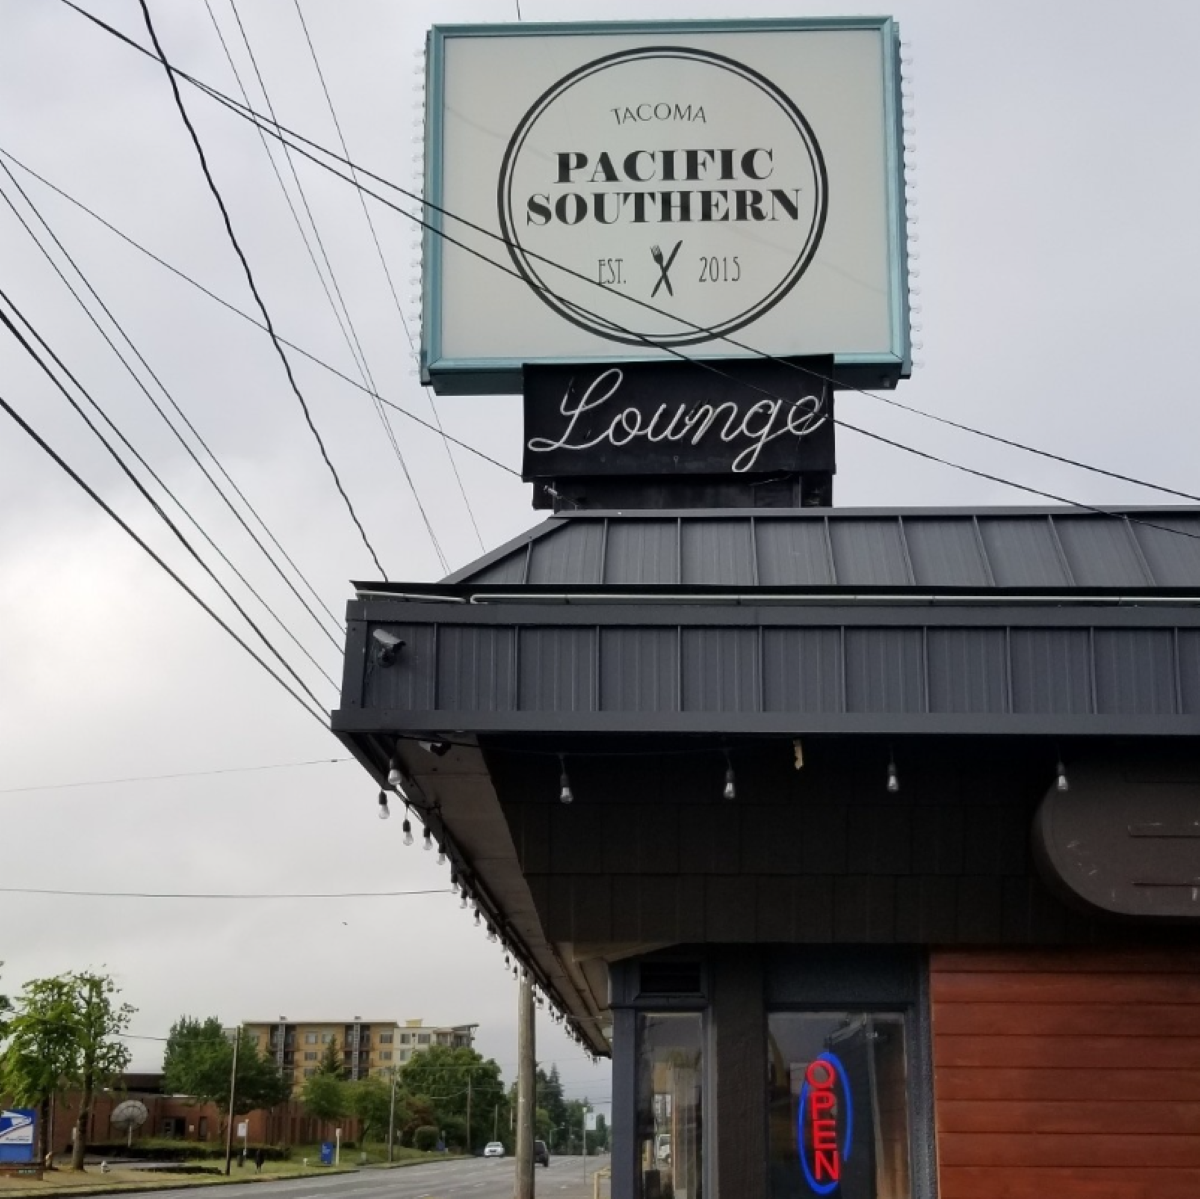 TACOMA
PACIFIC
SOUTHERN
EST. 2015
Lounge
OPEN